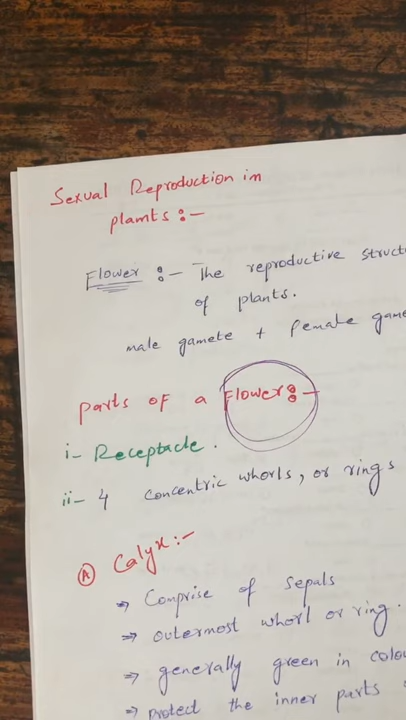 Sexual Reproduction in
plants :-
Flower :- The reproductive struct
of plants.
male gamete + female game
parts of a Flower :-
i- Receptacle.
ii- 4 concentric whorls, or rings
(A) Calyx :-
⇒ Comprise of sepals
⇒ outermost whorl or ring.
⇒ generally green in colou
⇒ protect the inner parts